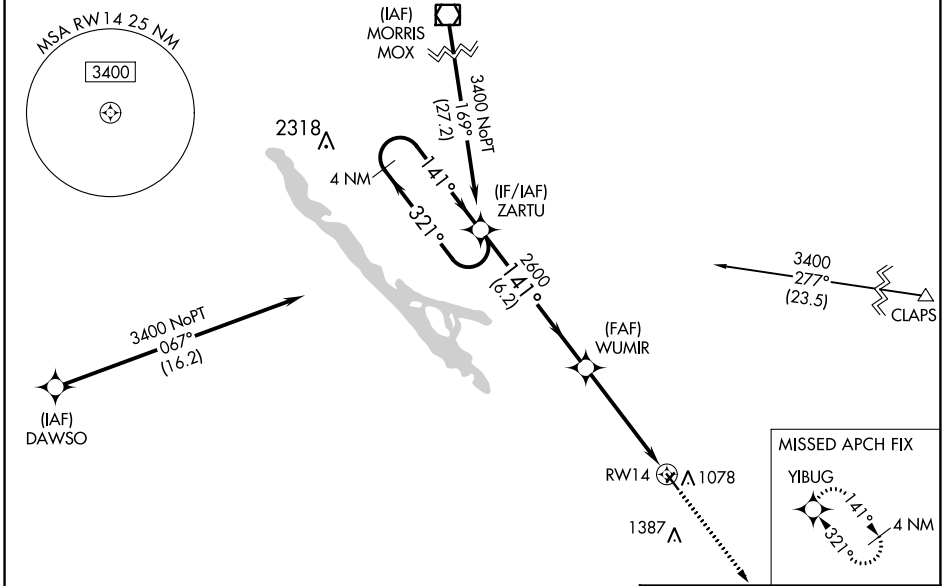 MSA RW14 25 NM
3400
(IAF)
MORRIS
MOX
3400 NoPT
169°
(27.2)
2318
4 NM
141°
321°
(IF/IAF)
ZARTU
2600
141°
(6.2)
3400
277°
(23.5)
CLAPS
3400 NoPT
067°
(16.2)
(IAF)
DAWSO
(FAF)
WUMIR
RW14
1078
1387
MISSED APCH FIX
YIBUG
141°
321°
4 NM